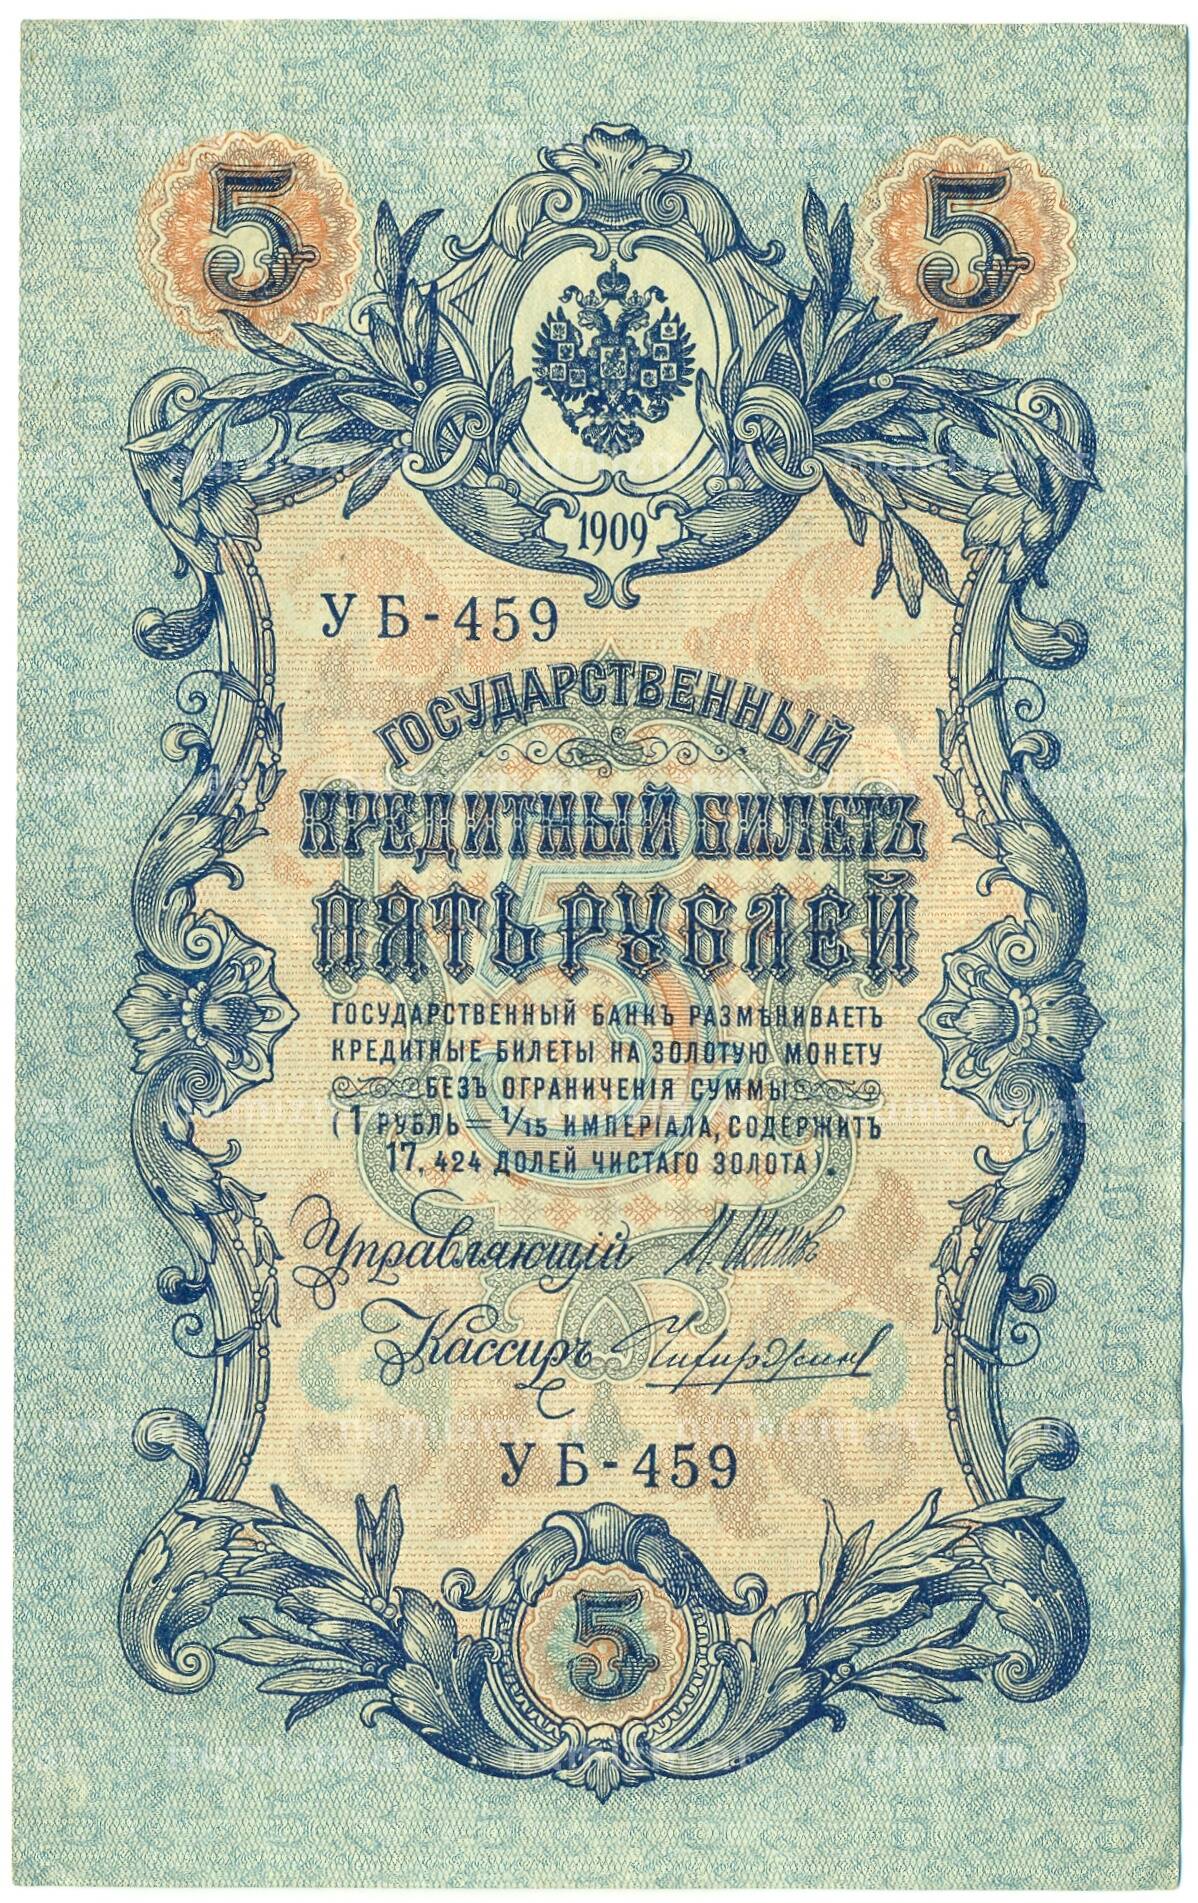 5 5
1909
УБ-459
ГОСУДАРСТВЕННЫЙ
КРЕДИТНЫЙ БИЛЕТЪ
ПЯТЬ РУБЛЕЙ
5
ГОСУДАРСТВЕННЫЙ БАНКЪ РАЗМѢНИВАЕТЪ
КРЕДИТНЫЕ БИЛЕТЫ НА ЗОЛОТУЮ МОНЕТУ
БЕЗЪ ОГРАНИЧЕНІЯ СУММЫ
(1 РУБЛЬ = 1/15 ИМПЕРІАЛА, СОДЕРЖИТЪ
17,424 ДОЛЕЙ ЧИСТАГО ЗОЛОТА).
Управляющій
Кассиръ
УБ-459
5